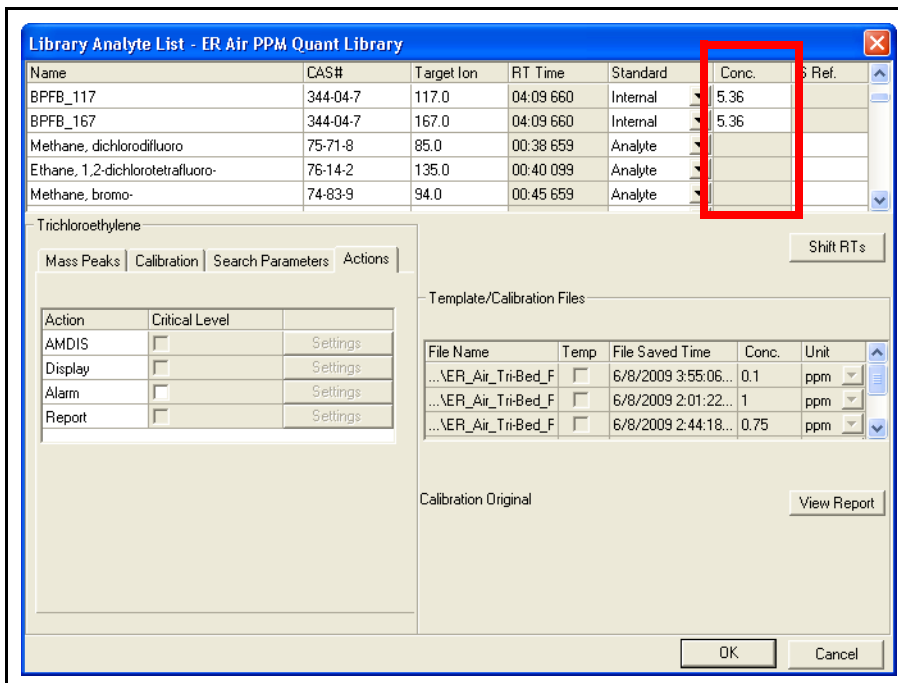 Library Analyte List - ER Air PPM Quant Library
Name CAS# Target Ion RT Time Standard Conc. S Ref.
BPFB_117 344-04-7 117.0 04:09 660 Internal 5.36
BPFB_167 344-04-7 167.0 04:09 660 Internal 5.36
Methane, dichlorodifluoro 75-71-8 85.0 00:38 659 Analyte
Ethane, 1,2-dichlorotetrafluoro- 76-14-2 135.0 00:40 099 Analyte
Methane, bromo- 74-83-9 94.0 00:45 659 Analyte
Trichloroethylene
Shift RTs
Mass Peaks Calibration Search Parameters Actions
Template/Calibration Files
Action Critical Level
AMDIS Settings
Display Settings
Alarm Settings
Report Settings
File Name Temp File Saved Time Conc. Unit
...\ER_Air_Tri-Bed_F 6/8/2009 3:55:06... 0.1 ppm
...\ER_Air_Tri-Bed_F 6/8/2009 2:01:22... 1 ppm
...\ER_Air_Tri-Bed_F 6/8/2009 2:44:18... 0.75 ppm
Calibration Original
View Report
OK Cancel